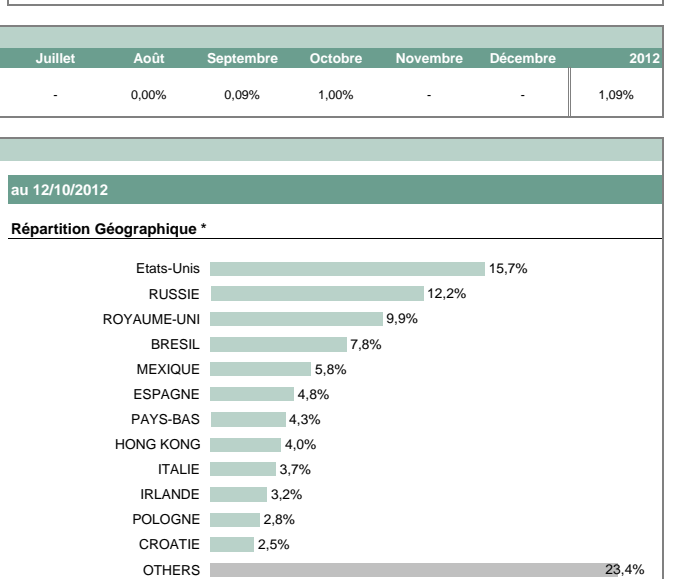 Juillet Août Septembre Octobre Novembre Décembre 2012
- 0,00% 0,09% 1,00% - - 1,09%
au 12/10/2012
Répartition Géographique *
Etats-Unis 15,7%
RUSSIE 12,2%
ROYAUME-UNI 9,9%
BRESIL 7,8%
MEXIQUE 5,8%
ESPAGNE 4,8%
PAYS-BAS 4,3%
HONG KONG 4,0%
ITALIE 3,7%
IRLANDE 3,2%
POLOGNE 2,8%
CROATIE 2,5%
OTHERS 23,4%